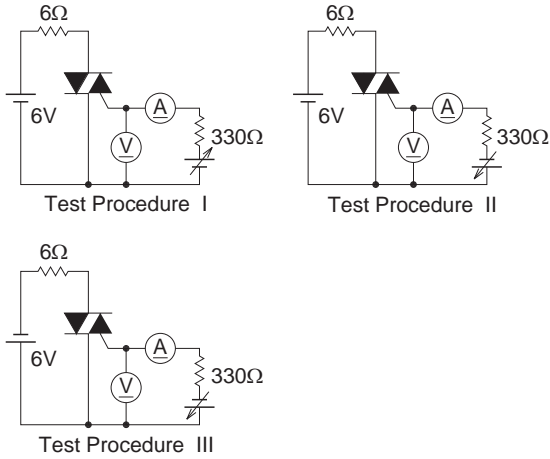 6Ω
6V
A
V
330Ω
Test Procedure I
6Ω
6V
A
V
330Ω
Test Procedure II
6Ω
6V
A
V
330Ω
Test Procedure III